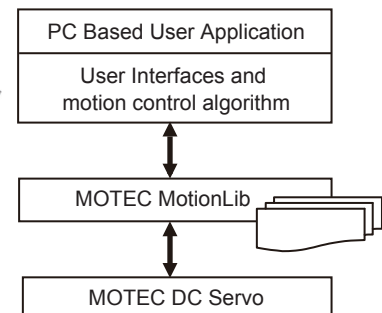 PC Based User Application
User Interfaces and
motion control algorithm
MOTEC MotionLib
MOTEC DC Servo